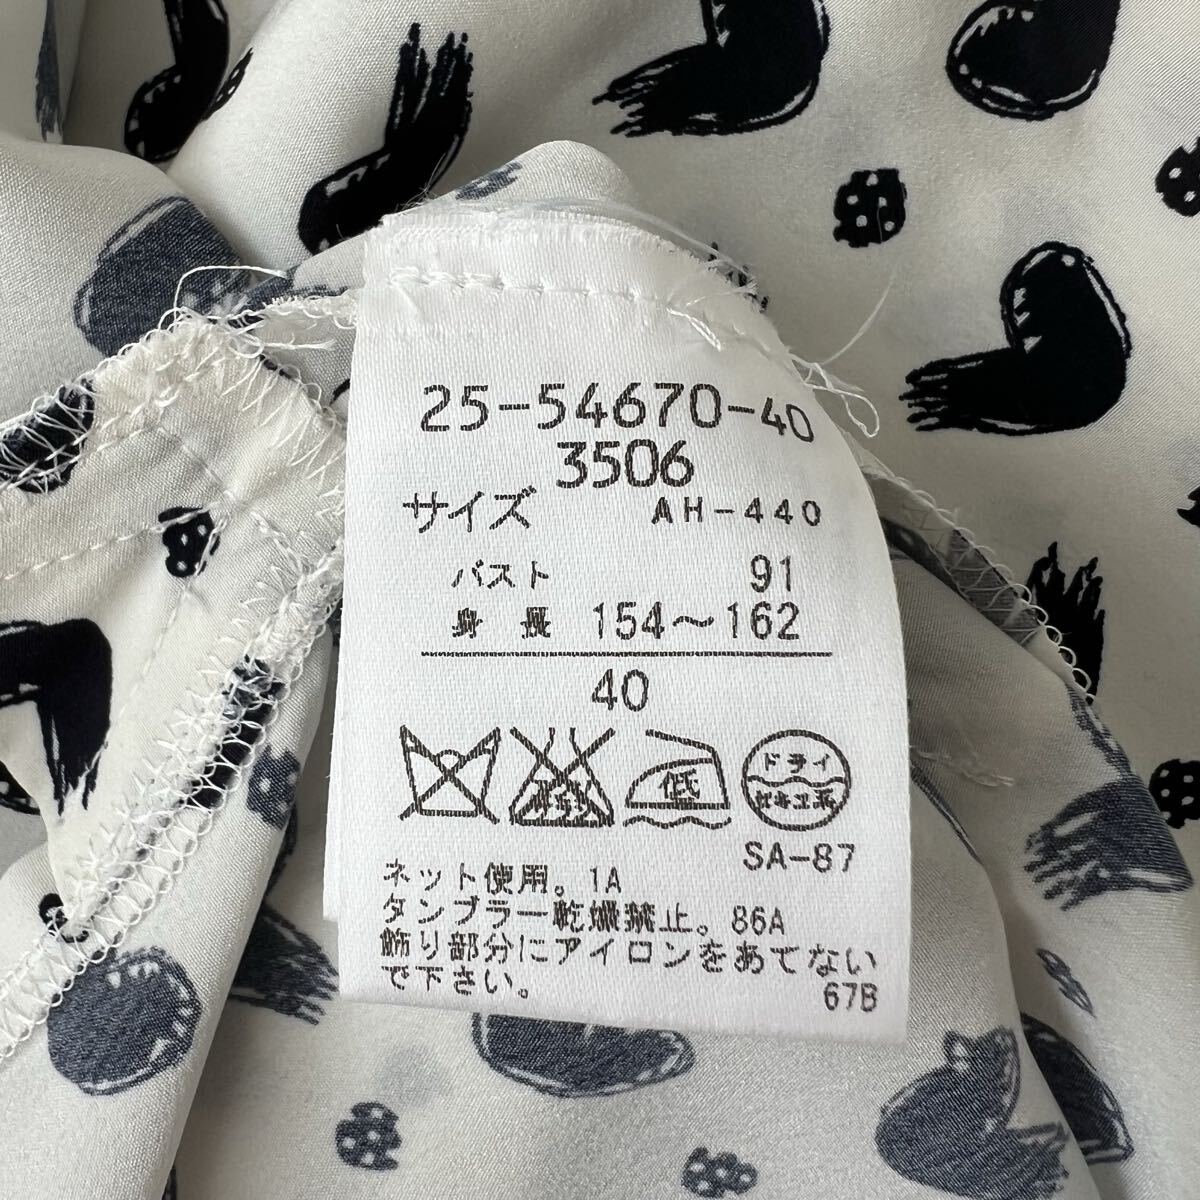 25-54670-40
3506
サイズ AH-440
バスト 91
身長 154〜162
40
低
ドライ
SA-87
ネット使用。1A
タンブラー乾燥禁止。86A
飾り部分にアイロンをあてない
で下さい。 67B